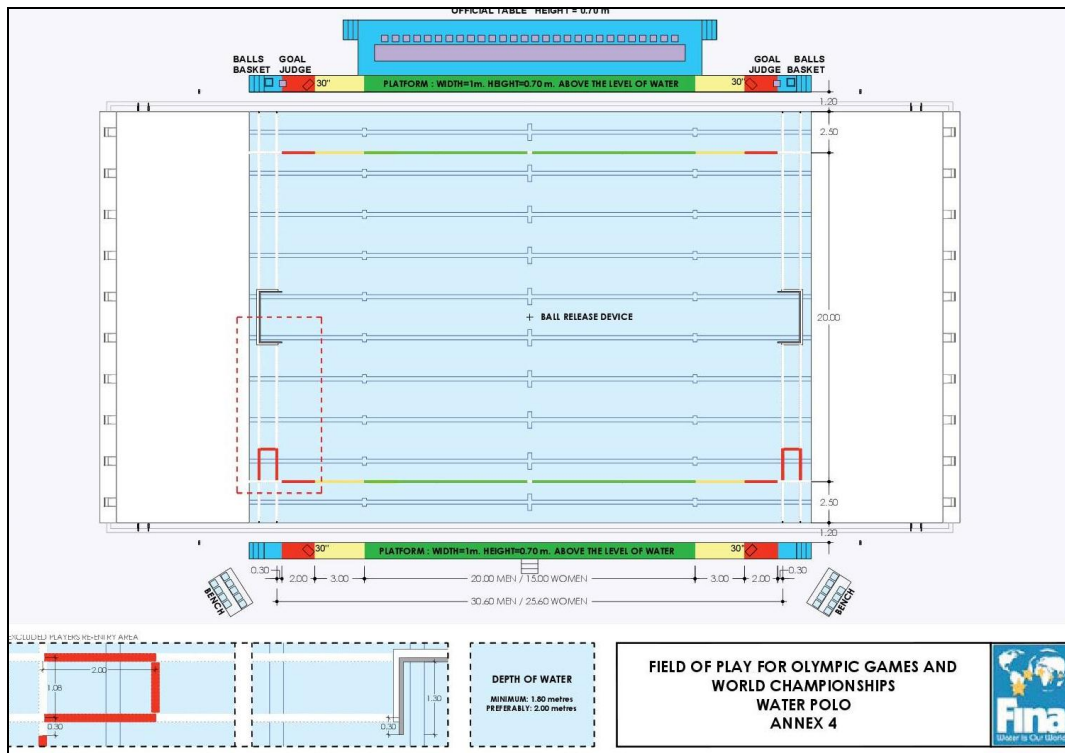 OFFICIAL TABLE HEIGHT = 0.70 m
BALLS BASKET
GOAL JUDGE
GOAL JUDGE
BALLS BASKET
30"
PLATFORM : WIDTH=1m. HEIGHT=0.70 m. ABOVE THE LEVEL OF WATER
30"
1.20
2.50
BALL RELEASE DEVICE
20.00
2.50
1.20
30"
PLATFORM : WIDTH=1m. HEIGHT=0.70 m. ABOVE THE LEVEL OF WATER
30"
0.30
2.00
3.00
20.00 MEN / 15.00 WOMEN
3.00
2.00
0.30
BENCH
30.60 MEN / 25.60 WOMEN
BENCH
EXCLUDED PLAYERS RE-ENTRY AREA
2.00
1.08
0.30
1.30
0.30
DEPTH OF WATER
MINIMUM: 1.80 metres
PREFERABLY: 2.00 metres
FIELD OF PLAY FOR OLYMPIC GAMES AND
WORLD CHAMPIONSHIPS
WATER POLO
ANNEX 4
Fina
Water is Our World